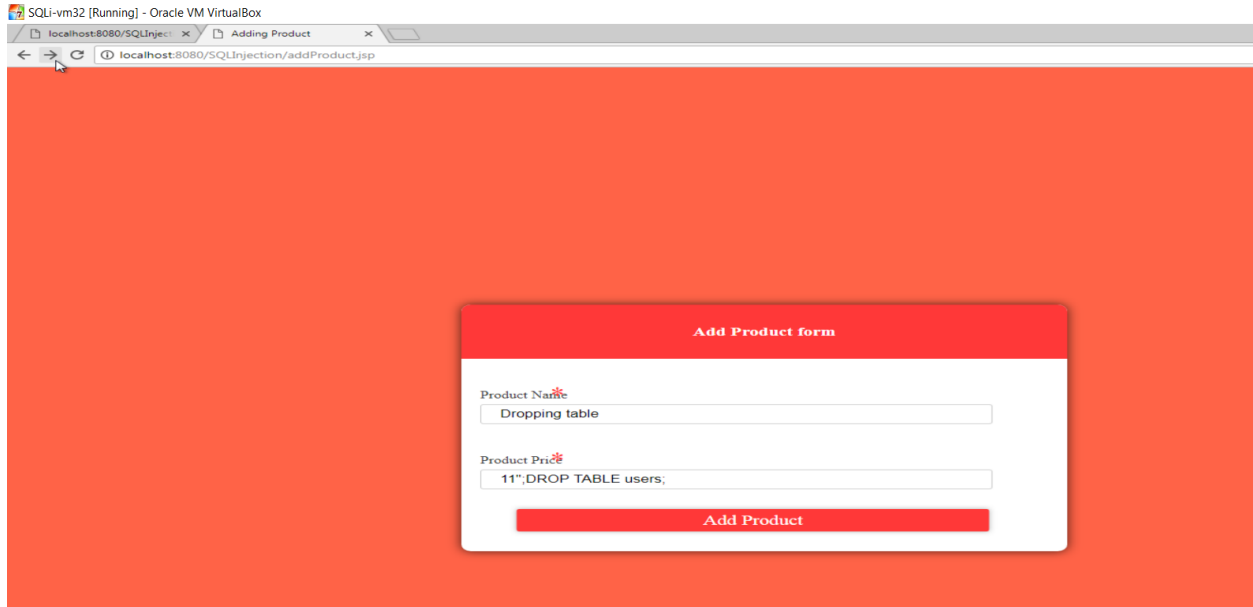 SQLi-vm32 [Running] - Oracle VM VirtualBox
localhost:8080/SQLInject Adding Product
localhost:8080/SQLInjection/addProduct.jsp
Add Product form
Product Name*
Dropping table
Product Price*
11";DROP TABLE users;
Add Product